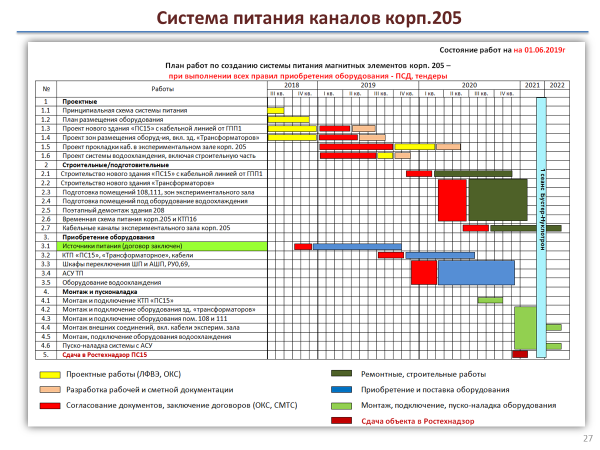 Система питания каналов корп.205
Состояние работ на на 01.06.2019г
План работ по созданию системы питания магнитных элементов корп. 205 –
при выполнении всех правил приобретения оборудования - ПСД, тендеры
№ Работы 2018 2019 2020 2021 2022
III кв. IV кв. I кв. II кв. III кв. IV кв. I кв. II кв. III кв. IV кв.
1 Проектные
1.1 Принципиальная схема системы питания
1.2 План размещения оборудования
1.3 Проект нового здания «ПС15» с кабельной линией от ГПП1
1.4 Проект зон размещения оборуд-ия, вкл. зд. «Трансформаторов»
1.5 Проект прокладки каб. в экспериментальном зале корп. 205
1.6 Проект системы водоохлаждения, включая строительную часть
2 Строительные/подготовительные
2.1 Строительство нового здания «ПС15» с кабельной линией от ГПП1
2.2 Строительство нового здания «Трансформаторов»
2.3 Подготовка помещений 108,111, зон экспериментального зала
2.4 Подготовка помещений под оборудование водоохлаждения
2.5 Поэтапный демонтаж здания 208
2.6 Временная схема питания корп.205 и КТП16
2.7 Кабельные каналы экспериментального зала корп. 205
3. Приобретение оборудования
3.1 Источники питания (договор заключен)
3.2 КТП «ПС15», «Трансформаторное», кабели
3.3 Шкафы переключения ШП и АШП, РУ0,69,
3.4 АСУ ТП
3.5 Оборудование водоохлаждения
4. Монтаж и пусконаладка
4.1 Монтаж и подключение КТП «ПС15»
4.2 Монтаж и подключение оборудования зд. «трансформаторов»
4.3 Монтаж и подключение оборудования пом. 108 и 111
4.4 Монтаж внешних соединений, вкл. кабели эксперим. зала
4.5 Монтаж, подключение оборудования водоохлаждения
4.6 Пуско-наладка системы с АСУ
5. Сдача в Ростехнадзор ПС15
1 сеанс Бустер-Нуклотрон
Проектные работы (ЛФВЭ, ОКС)
Разработка рабочей и сметной документации
Согласование документов, заключение договоров (ОКС, СМТС)
Ремонтные, строительные работы
Приобретение и поставка оборудования
Монтаж, подключение, пуско-наладка оборудования
Сдача объекта в Ростехнадзор
27